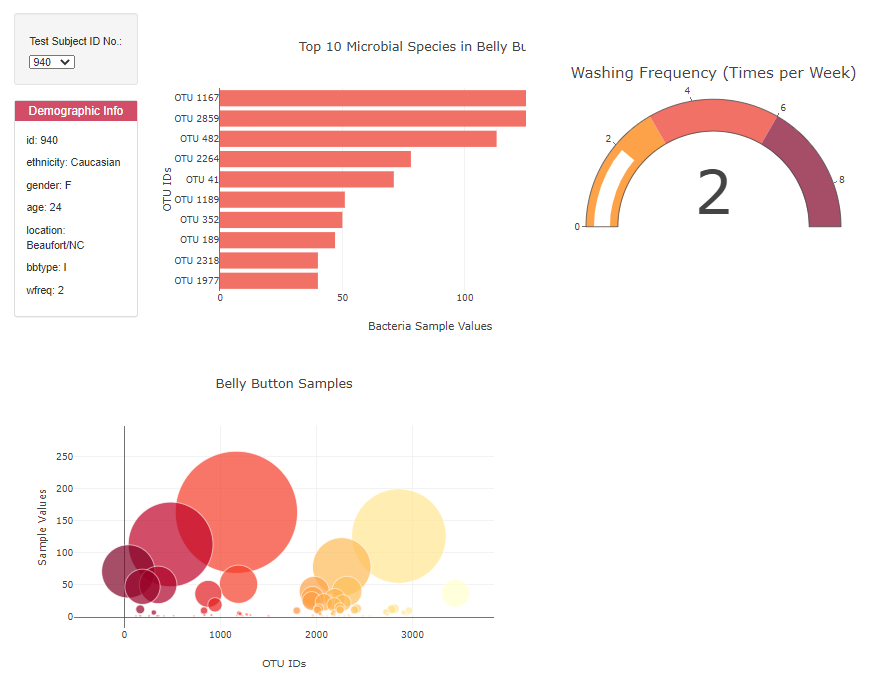 Test Subject ID No.:
940
Demographic Info
id: 940
ethnicity: Caucasian
gender: F
age: 24
location:
Beaufort/NC
bbtype: I
wfreq: 2
Top 10 Microbial Species in Belly Bu
OTU IDs
OTU 1167
OTU 2859
OTU 482
OTU 2264
OTU 41
OTU 1189
OTU 352
OTU 189
OTU 2318
OTU 1977
0 50 100
Bacteria Sample Values
Washing Frequency (Times per Week)
0 2 4 6 8
2
Belly Button Samples
Sample Values
250
200
150
100
50
0
0 1000 2000 3000
OTU IDs